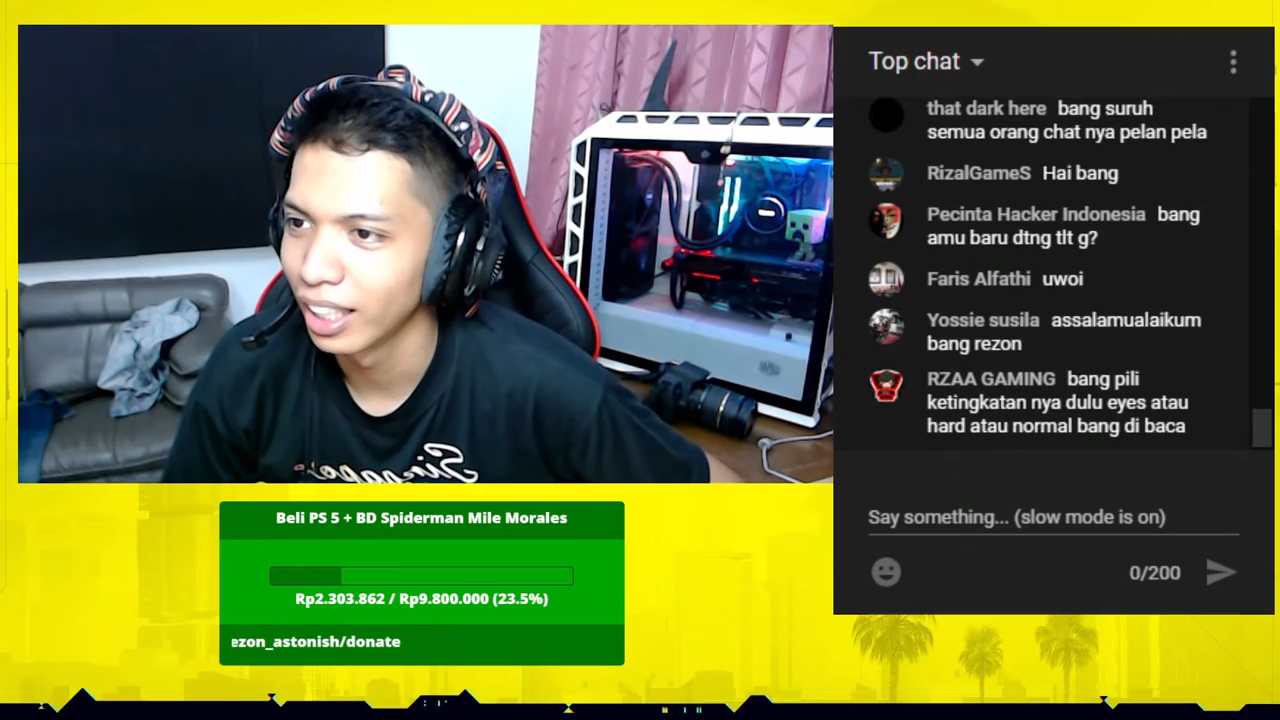 Top chat
that dark here bang suruh
semua orang chat nya pelan pela
RizalGameS Hai bang
Pecinta Hacker Indonesia bang
amu baru dtng tlt g?
Faris Alfathi uwoi
Yossie susila assalamualaikum
bang rezon
RZAA GAMING bang pili
ketingkatan nya dulu eyes atau
hard atau normal bang di baca
Say something... (slow mode is on)
0/200
Beli PS 5 + BD Spiderman Mile Morales
Rp2.303.862 / Rp9.800.000 (23.5%)
ezon_astonish/donate